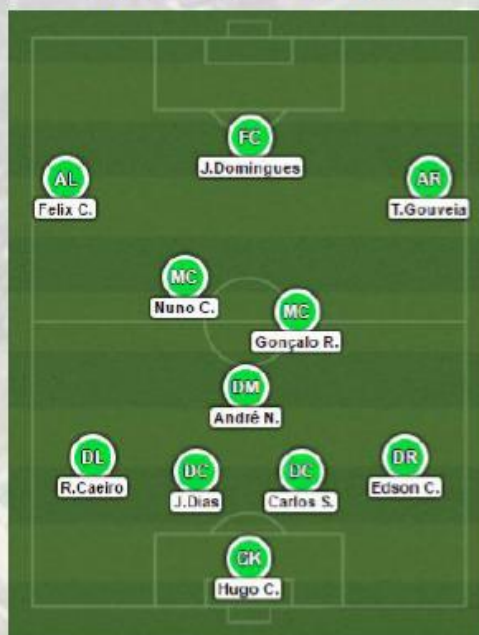 FC
J.Domingues
AL
AR
Felix C.
T.Gouveia
MC
Nuno C.
MC
Gonçalo R.
DM
André N.
DL
DR
DC
DC
R.Caeiro
Edson C.
J.Dias
Carlos S.
GK
Hugo C.